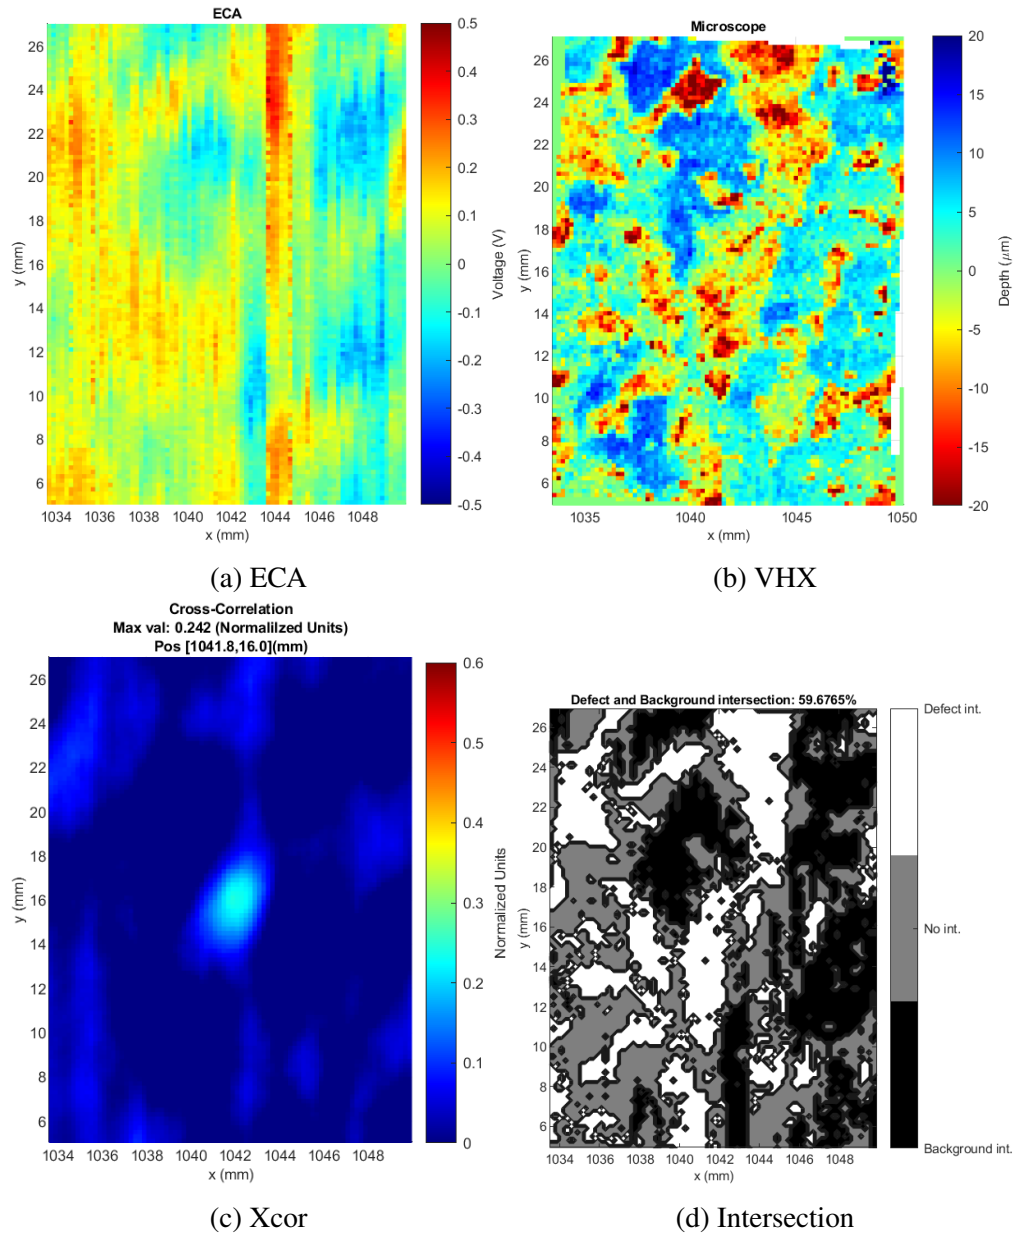 ECA
26
24
22
20
18
16
14
12
10
8
6
y (mm)
1034 1036 1038 1040 1042 1044 1046 1048
x (mm)
0.5
0.4
0.3
0.2
0.1
0
-0.1
-0.2
-0.3
-0.4
-0.5
Voltage (V)
(a) ECA
Microscope
26
24
22
20
18
16
14
12
10
8
6
y (mm)
1035 1040 1045 1050
x (mm)
20
15
10
5
0
-5
-10
-15
-20
Depth (μm)
(b) VHX
Cross-Correlation
Max val: 0.242 (Normalilzed Units)
Pos [1041.8,16.0](mm)
26
24
22
20
18
16
14
12
10
8
6
y (mm)
1034 1036 1038 1040 1042 1044 1046 1048
x (mm)
0.6
0.5
0.4
0.3
0.2
0.1
0
Normalized Units
(c) Xcor
Defect and Background intersection: 59.6765%
26
24
22
20
18
16
14
12
10
8
6
y (mm)
1034 1036 1038 1040 1042 1044 1046 1048
x (mm)
Defect int.
No int.
Background int.
(d) Intersection